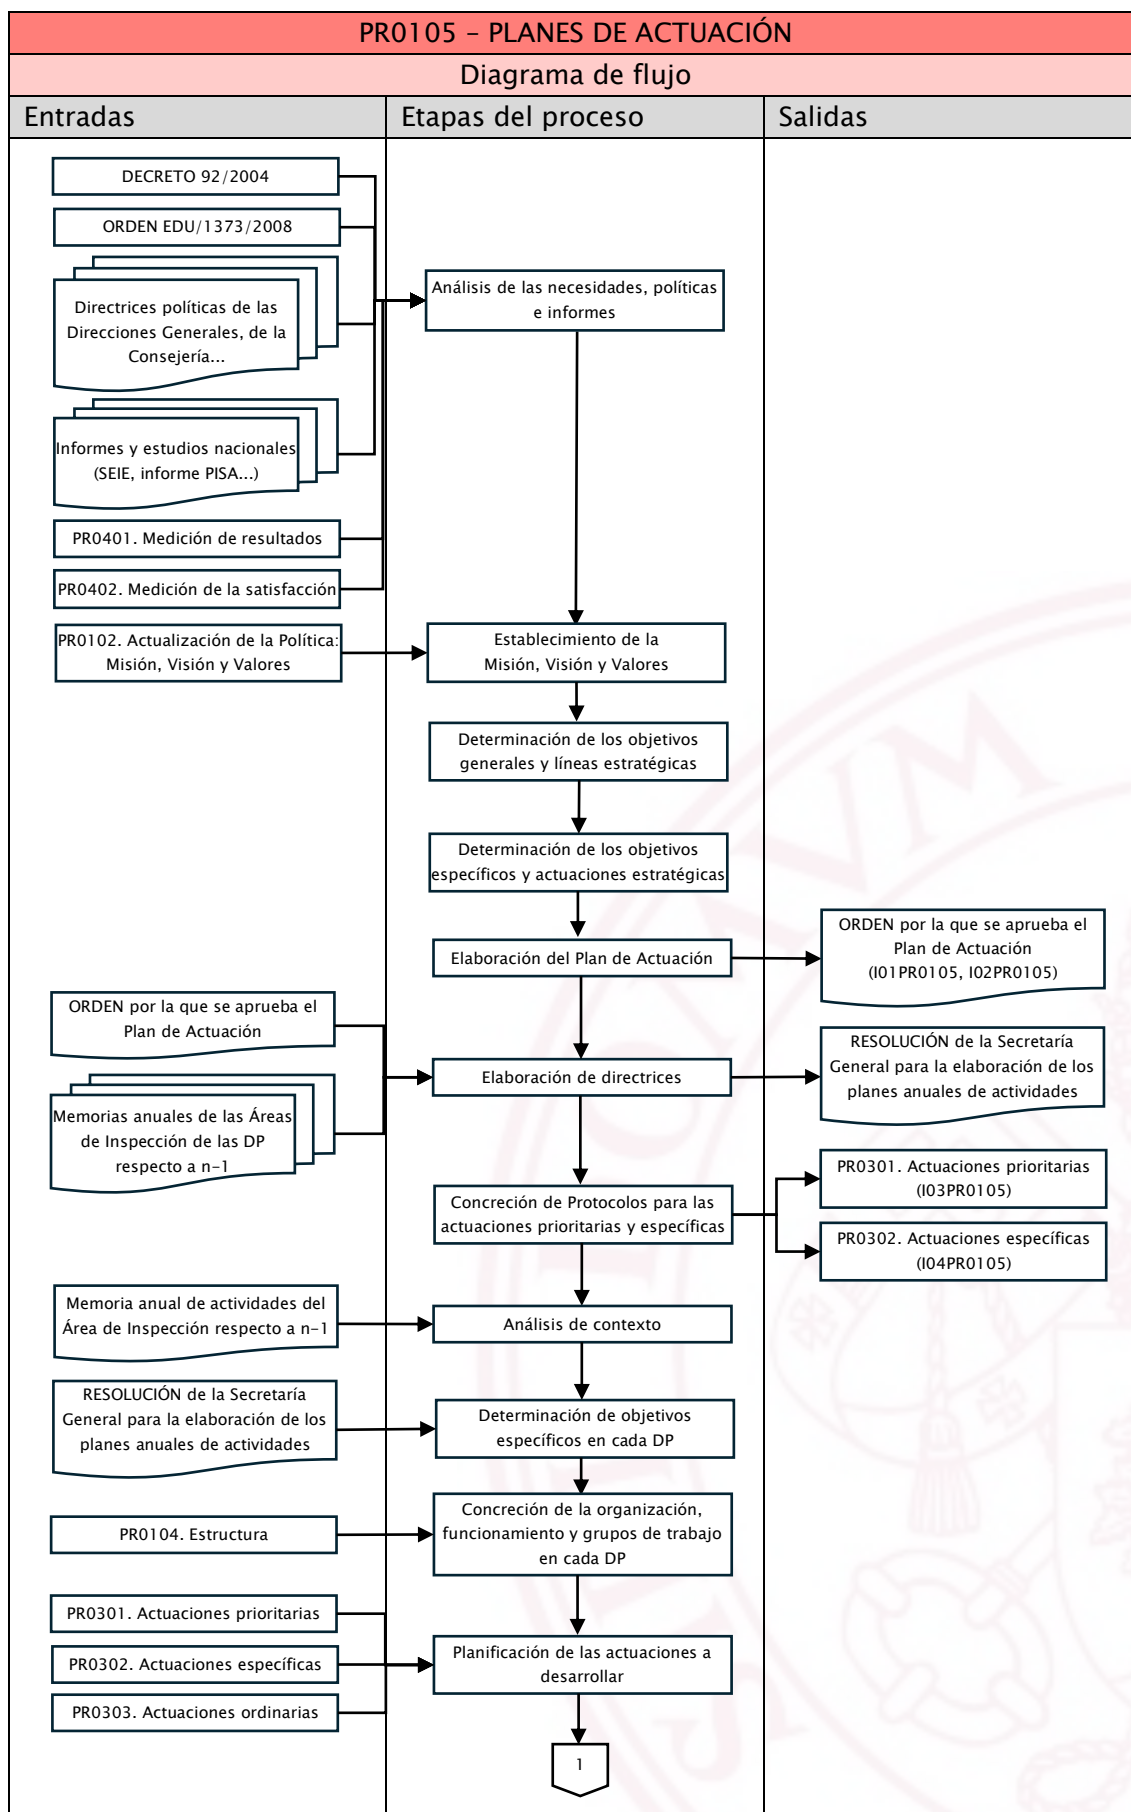 PR0105 – PLANES DE ACTUACIÓN
Diagrama de flujo
Entradas
Etapas del proceso
Salidas
DECRETO 92/2004
ORDEN EDU/1373/2008
Directrices políticas de las
Direcciones Generales, de la
Consejería...
Informes y estudios nacionales
(SEIE, informe PISA...)
PR0401. Medición de resultados
PR0402. Medición de la satisfacción
PR0102. Actualización de la Política:
Misión, Visión y Valores
Análisis de las necesidades, políticas
e informes
Establecimiento de la
Misión, Visión y Valores
Determinación de los objetivos
generales y líneas estratégicas
Determinación de los objetivos
específicos y actuaciones estratégicas
Elaboración del Plan de Actuación
ORDEN por la que se aprueba el
Plan de Actuación
(I01PR0105, I02PR0105)
ORDEN por la que se aprueba el
Plan de Actuación
Memorias anuales de las Áreas
de Inspección de las DP
respecto a n–1
Elaboración de directrices
RESOLUCIÓN de la Secretaría
General para la elaboración de los
planes anuales de actividades
Concreción de Protocolos para las
actuaciones prioritarias y específicas
PR0301. Actuaciones prioritarias
(I03PR0105)
PR0302. Actuaciones específicas
(I04PR0105)
Memoria anual de actividades del
Área de Inspección respecto a n–1
Análisis de contexto
RESOLUCIÓN de la Secretaría
General para la elaboración de los
planes anuales de actividades
Determinación de objetivos
específicos en cada DP
PR0104. Estructura
Concreción de la organización,
funcionamiento y grupos de trabajo
en cada DP
PR0301. Actuaciones prioritarias
PR0302. Actuaciones específicas
PR0303. Actuaciones ordinarias
Planificación de las actuaciones a
desarrollar
1